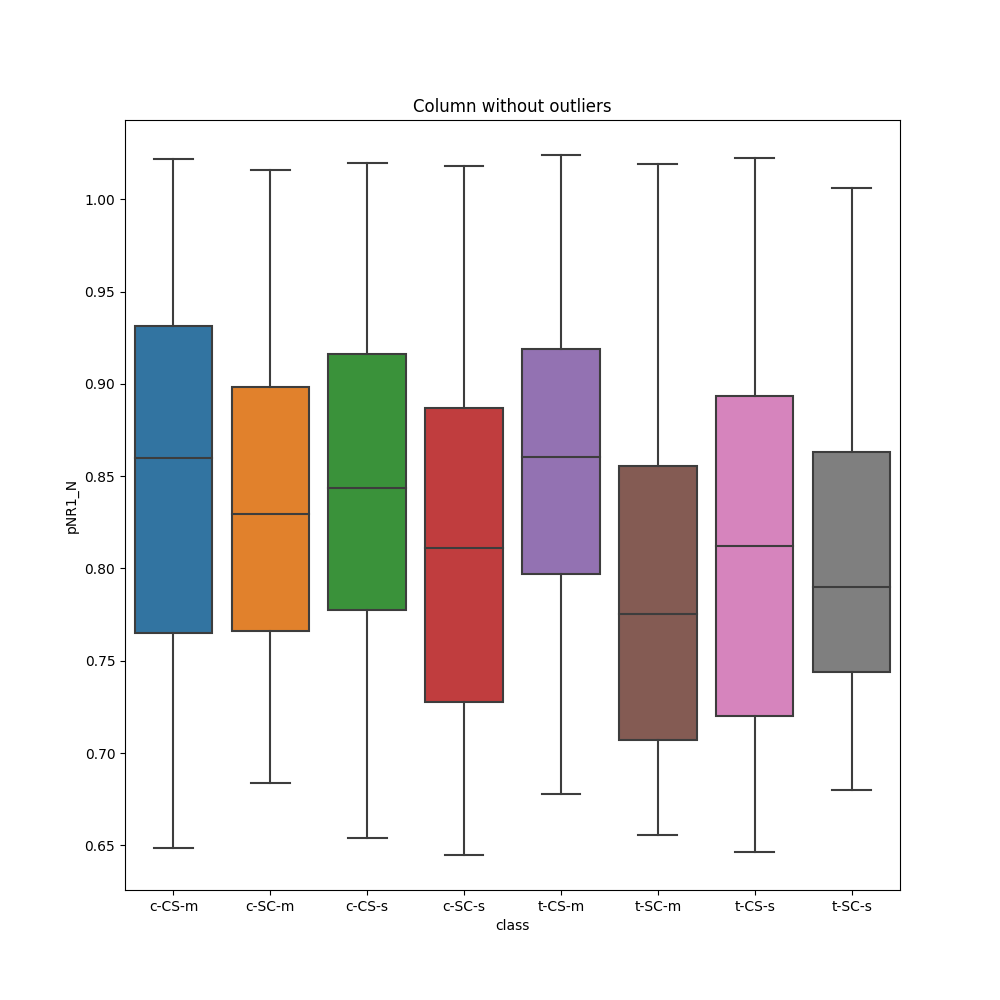 Column without outliers
pNR1_N
1.00
0.95
0.90
0.85
0.80
0.75
0.70
0.65
c-CS-m c-SC-m c-CS-s c-SC-s t-CS-m t-SC-m t-CS-s t-SC-s
class